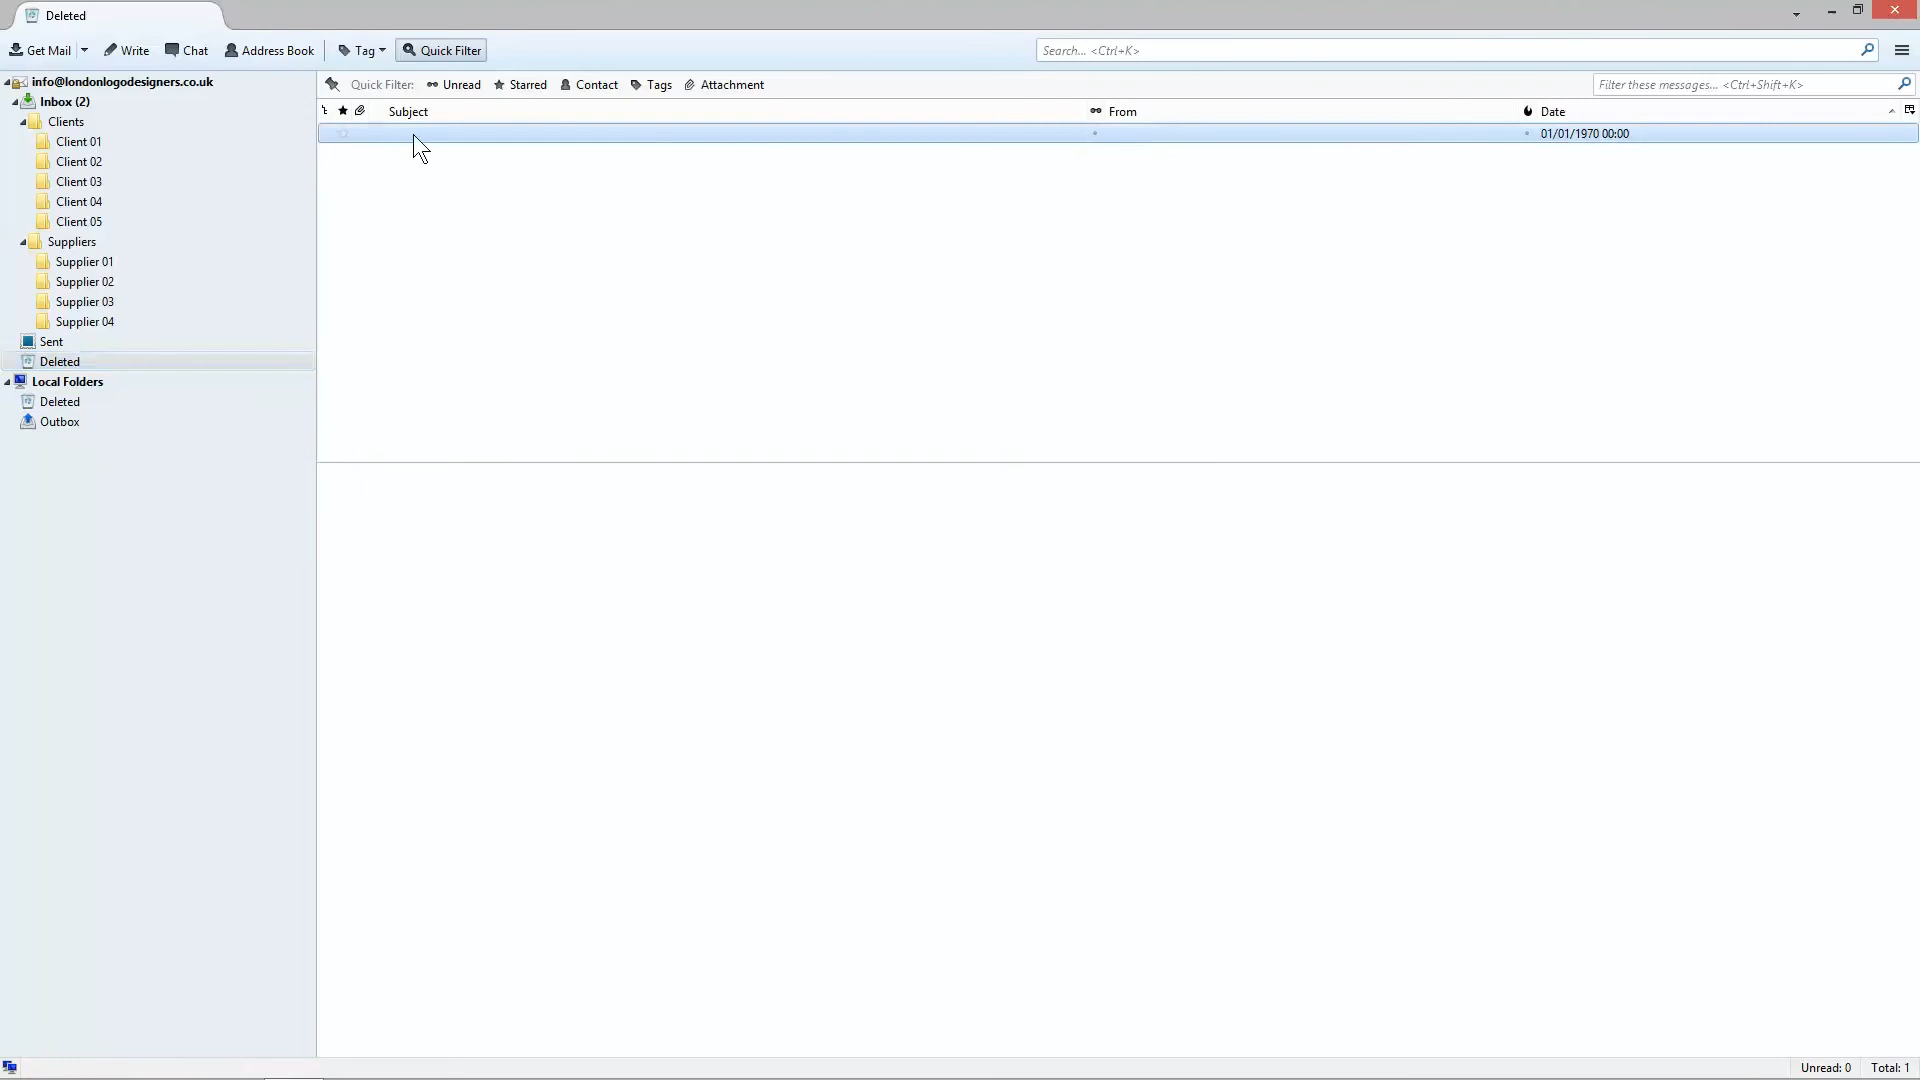 Deleted
Get Mail Write Chat Address Book Tag Quick Filter Search... <Ctrl+K>
info@londonlogodesigners.co.uk
Inbox (2)
Clients
Client 01
Client 02
Client 03
Client 04
Client 05
Suppliers
Supplier 01
Supplier 02
Supplier 03
Supplier 04
Sent
Deleted
Local Folders
Deleted
Outbox
Quick Filter: Unread Starred Contact Tags Attachment Filter these messages... <Ctrl+Shift+K>
Subject From Date
01/01/1970 00:00
Unread: 0 Total: 1